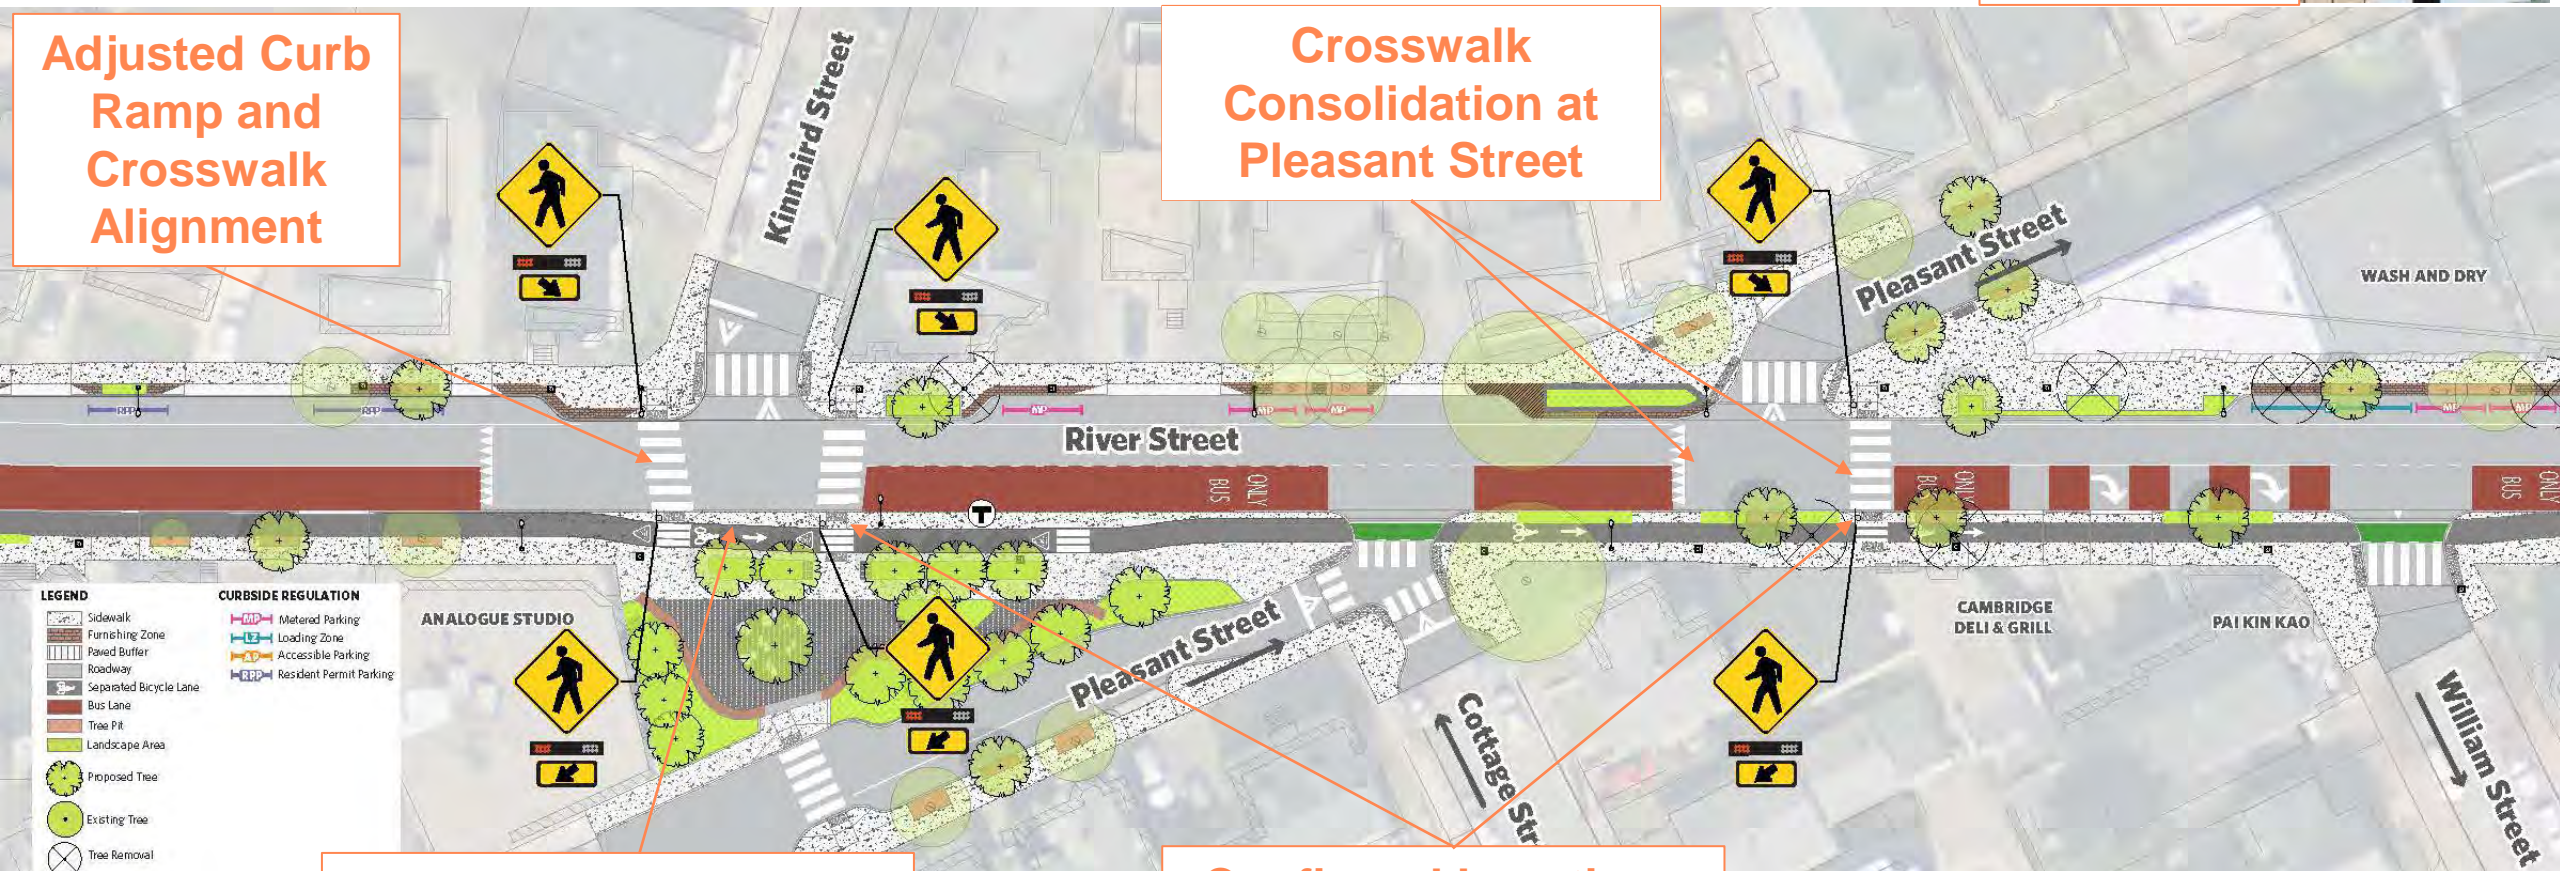 Adjusted Curb
Ramp and
Crosswalk
Alignment
Crosswalk
Consolidation at
Pleasant Street
Kinnaird Street
Pleasant Street
WASH AND DRY
RPP
RPP
MP
MP
MP
MP
MP
River Street
BUS
ONLY
BUS
ONLY
BUS
ONLY
T
LEGEND
Sidewalk
Furnishing Zone
Paved Buffer
Roadway
Separated Bicycle Lane
Bus Lane
Tree Pit
Landscape Area
Proposed Tree
Existing Tree
Tree Removal
CURBSIDE REGULATION
MP Metered Parking
LZ Loading Zone
AP Accessible Parking
RPP Resident Permit Parking
ANALOGUE STUDIO
Pleasant Street
Cottage Str
CAMBRIDGE
DELI & GRILL
PAI KIN KAO
William Street